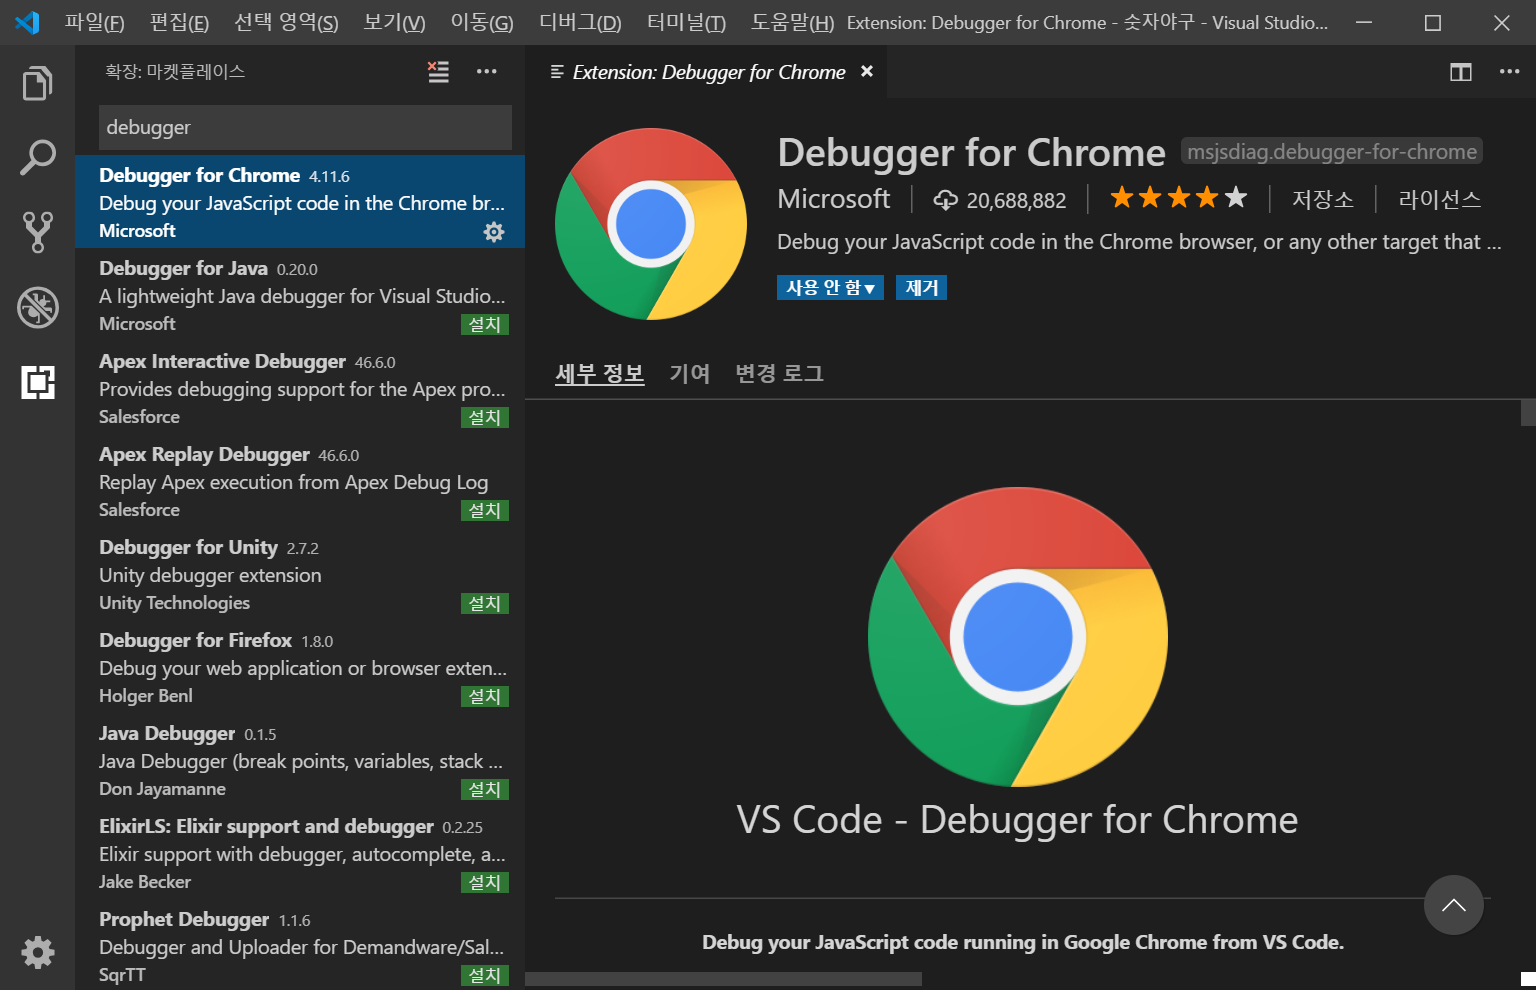 파일(F) 편집(E) 선택 영역(S) 보기(V) 이동(G) 디버그(D) 터미널(T) 도움말(H) Extension: Debugger for Chrome - 숫자야구 - Visual Studio...
확장: 마켓플레이스
debugger
Debugger for Chrome 4.11.6
Debug your JavaScript code in the Chrome br...
Microsoft
Debugger for Java 0.20.0
A lightweight Java debugger for Visual Studio...
Microsoft 설치
Apex Interactive Debugger 46.6.0
Provides debugging support for the Apex pro...
Salesforce 설치
Apex Replay Debugger 46.6.0
Replay Apex execution from Apex Debug Log
Salesforce 설치
Debugger for Unity 2.7.2
Unity debugger extension
Unity Technologies 설치
Debugger for Firefox 1.8.0
Debug your web application or browser exten...
Holger Benl 설치
Java Debugger 0.1.5
Java Debugger (break points, variables, stack ...
Don Jayamanne 설치
ElixirLS: Elixir support and debugger 0.2.25
Elixir support with debugger, autocomplete, a...
Jake Becker 설치
Prophet Debugger 1.1.6
Debugger and Uploader for Demandware/Sal...
SqrTT 설치
Extension: Debugger for Chrome
Debugger for Chrome msjsdiag.debugger-for-chrome
Microsoft 20,688,882 저장소 라이선스
Debug your JavaScript code in the Chrome browser, or any other target that ...
사용 안 함▼ 제거
세부 정보 기여 변경 로그
VS Code - Debugger for Chrome
Debug your JavaScript code running in Google Chrome from VS Code.